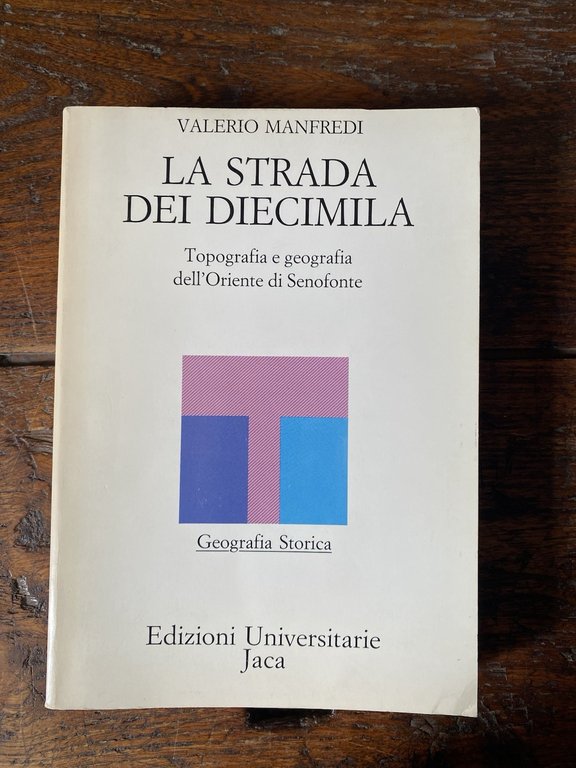 VALERIO MANFREDI
LA STRADA
DEI DIECIMILA
Topografia e geografia
dell'Oriente di Senofonte
Geografia Storica
Edizioni Universitarie
Jaca